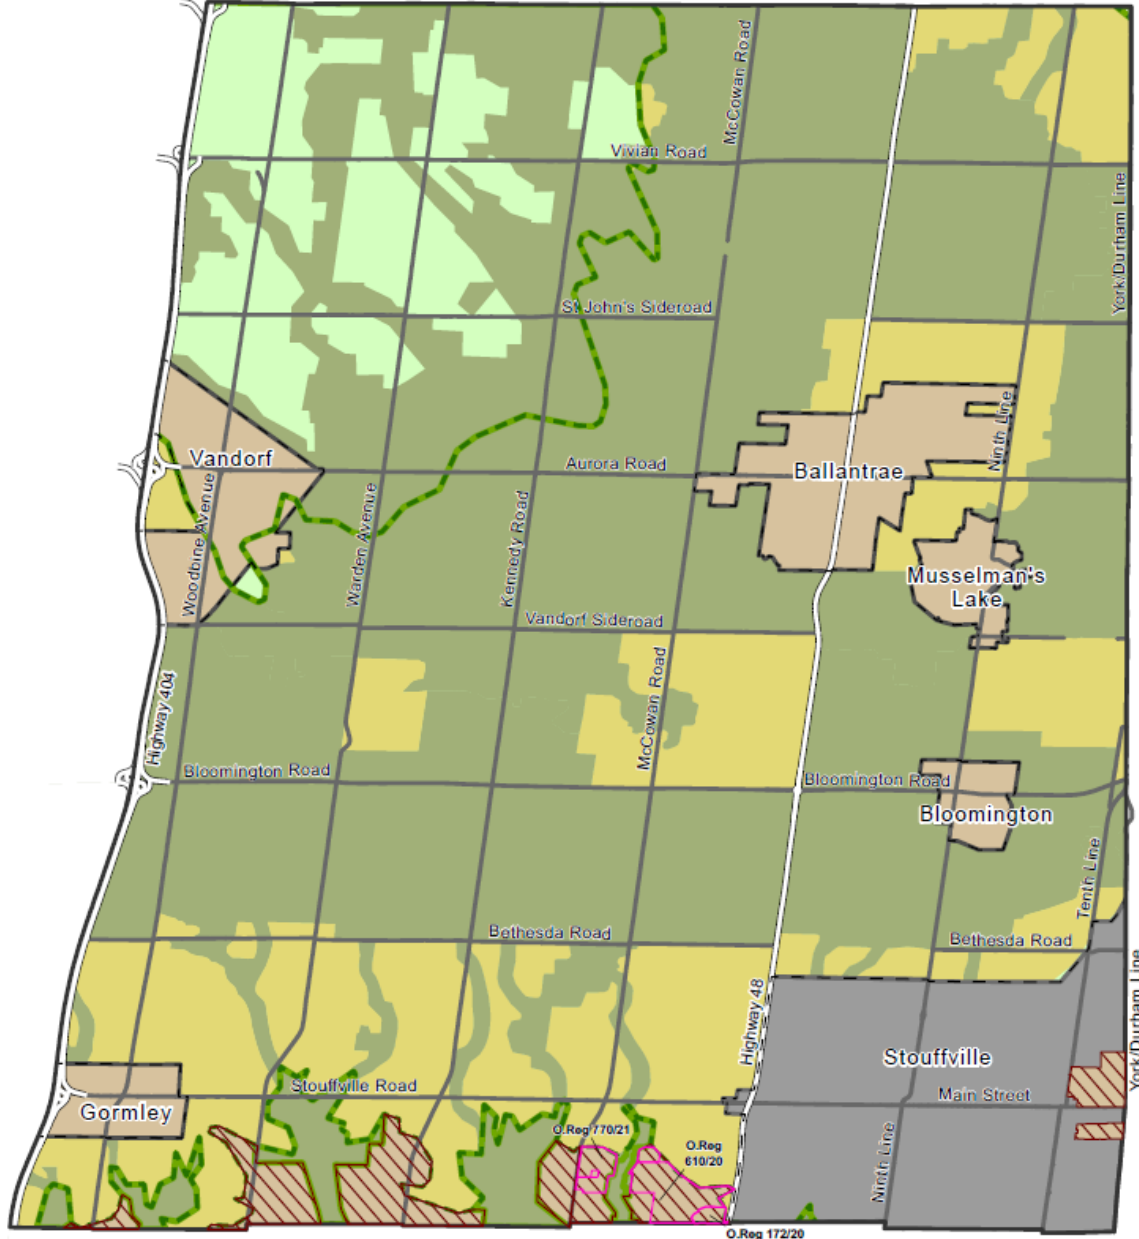 McCowan Road
Vivian Road
York/Durham Line
St John's Sideroad
Ninth Line
Vandorf
Aurora Road
Ballantrae
Woodbine Avenue
Warden Avenue
Kennedy Road
Musselman's
Lake
Vandorf Sideroad
McCowan Road
Highway 404
Bloomington Road
Bloomington Road
Bloomington
Tenth Line
Bethesda Road
Bethesda Road
York/Durham Line
Highway 48
Stouffville
Stouffville Road
Main Street
Gormley
O.Reg 770/21
O.Reg
610/20
Ninth Line
O.Reg 172/20